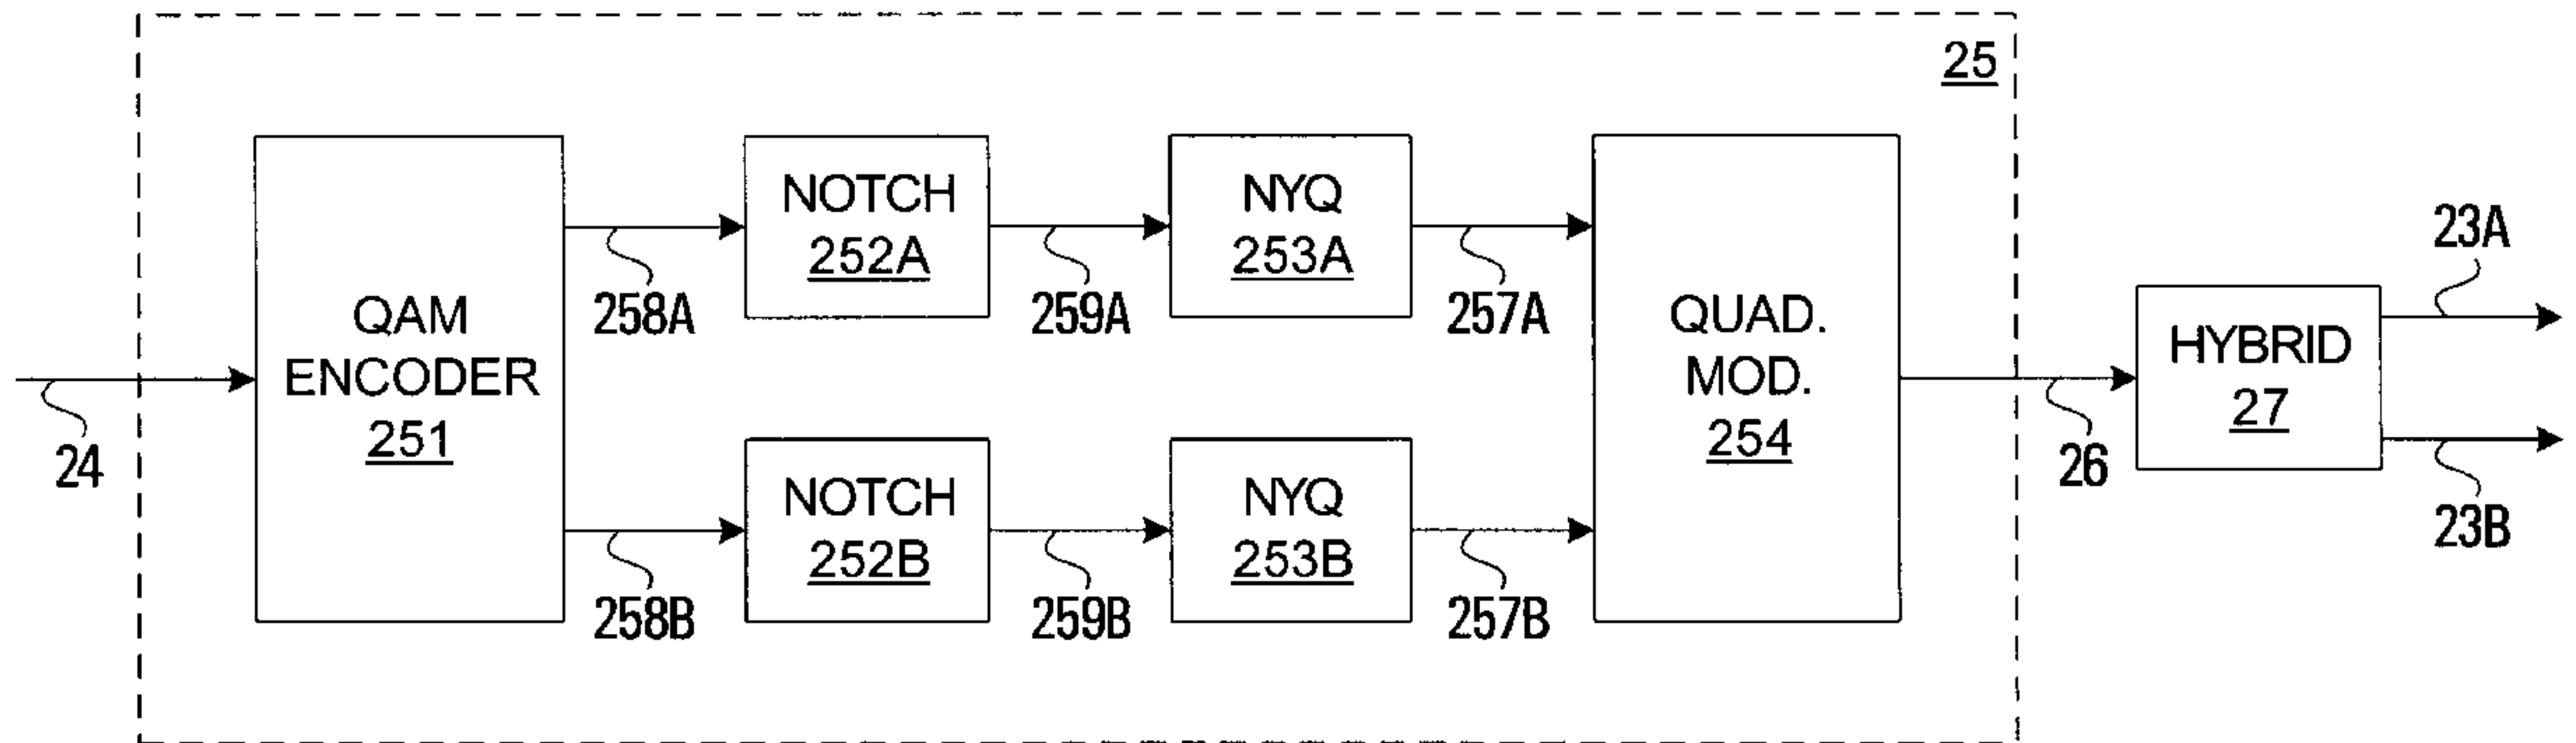 25
24
QAM
ENCODER
251
258A
258B
NOTCH
252A
NOTCH
252B
259A
259B
NYQ
253A
NYQ
253B
257A
257B
QUAD.
MOD.
254
26
HYBRID
27
23A
23B